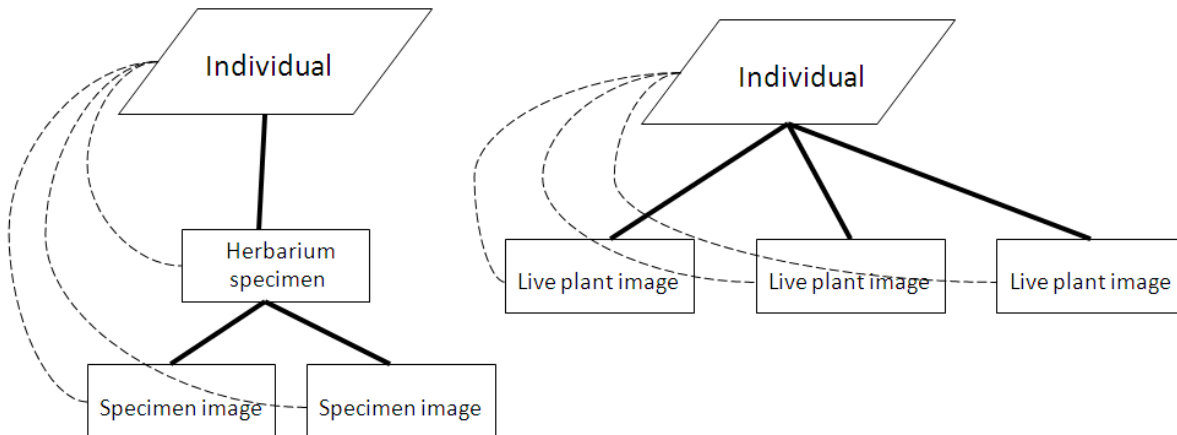 Individual
Herbarium
specimen
Specimen image
Specimen image
Individual
Live plant image
Live plant image
Live plant image